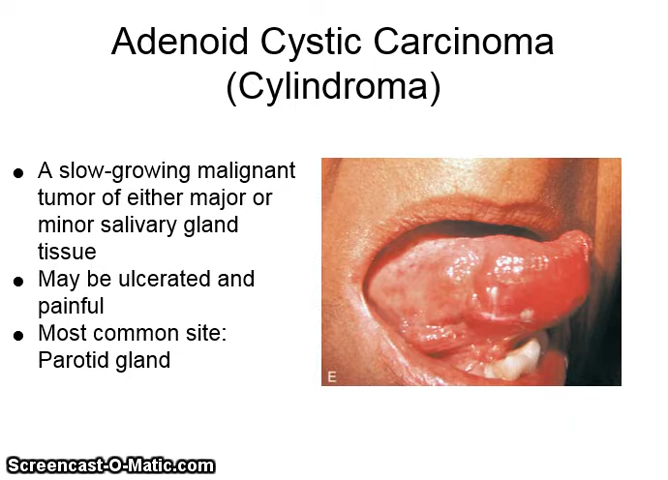 Adenoid Cystic Carcinoma
(Cylindroma)
● A slow-growing malignant
tumor of either major or
minor salivary gland
tissue
● May be ulcerated and
painful
● Most common site:
Parotid gland
E
Screencast-O-Matic.com